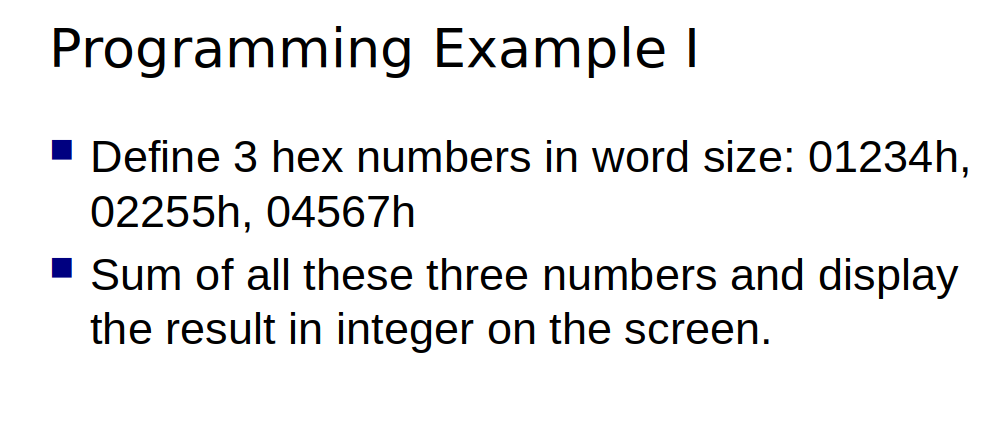 Programming Example I
Define 3 hex numbers in word size: 01234h,
02255h, 04567h
Sum of all these three numbers and display
the result in integer on the screen.